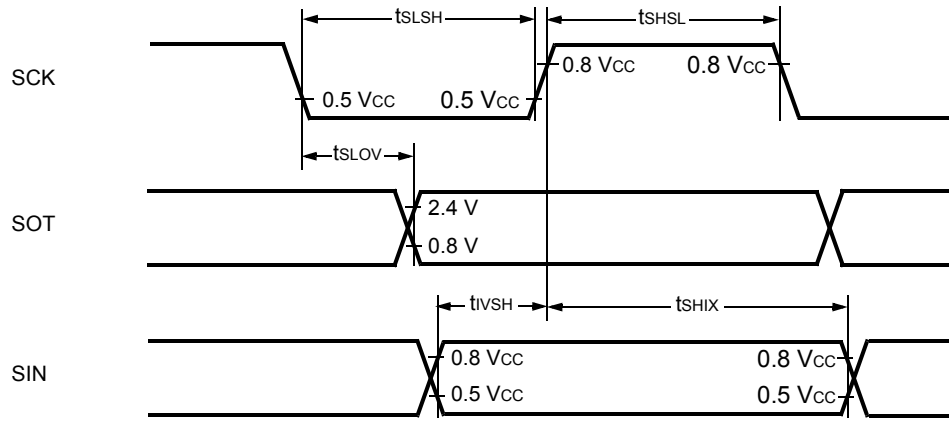 tSLSH tSHSL
SCK 0.8 VCC 0.8 VCC
0.5 VCC 0.5 VCC
tSLOV
SOT 2.4 V
0.8 V
tIVSH tSHIX
SIN 0.8 VCC 0.8 VCC
0.5 VCC 0.5 VCC